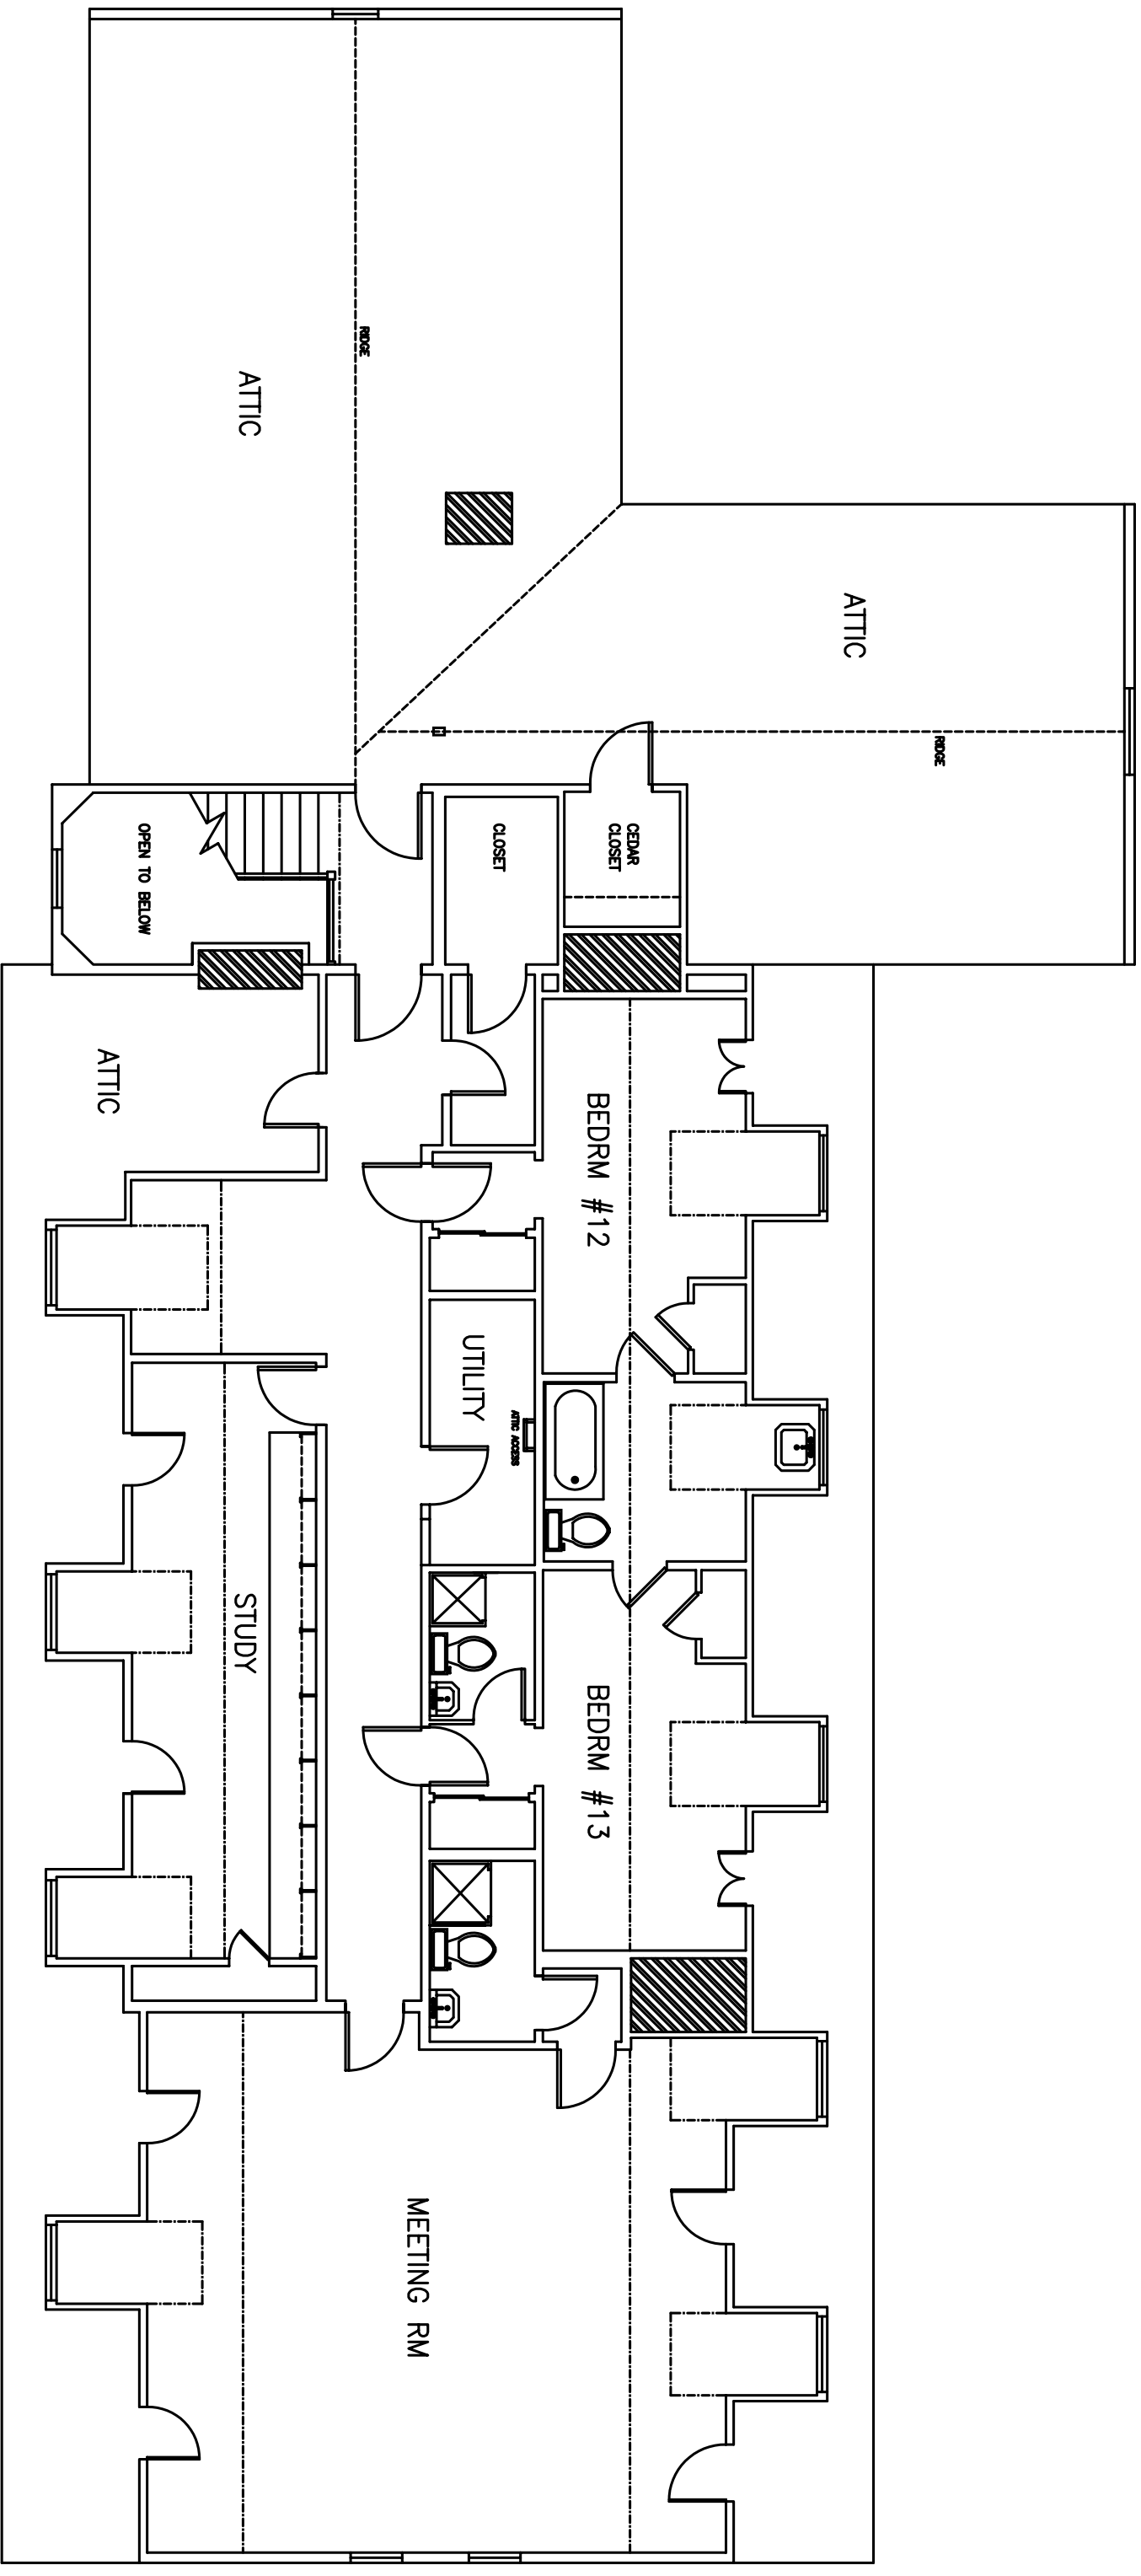 ATTIC
RIDGE
ATTIC
RIDGE
CEDAR
CLOSET
CLOSET
OPEN TO BELOW
ATTIC
BEDRM #12
UTILITY
ATTIC ACCESS
STUDY
BEDRM #13
MEETING RM